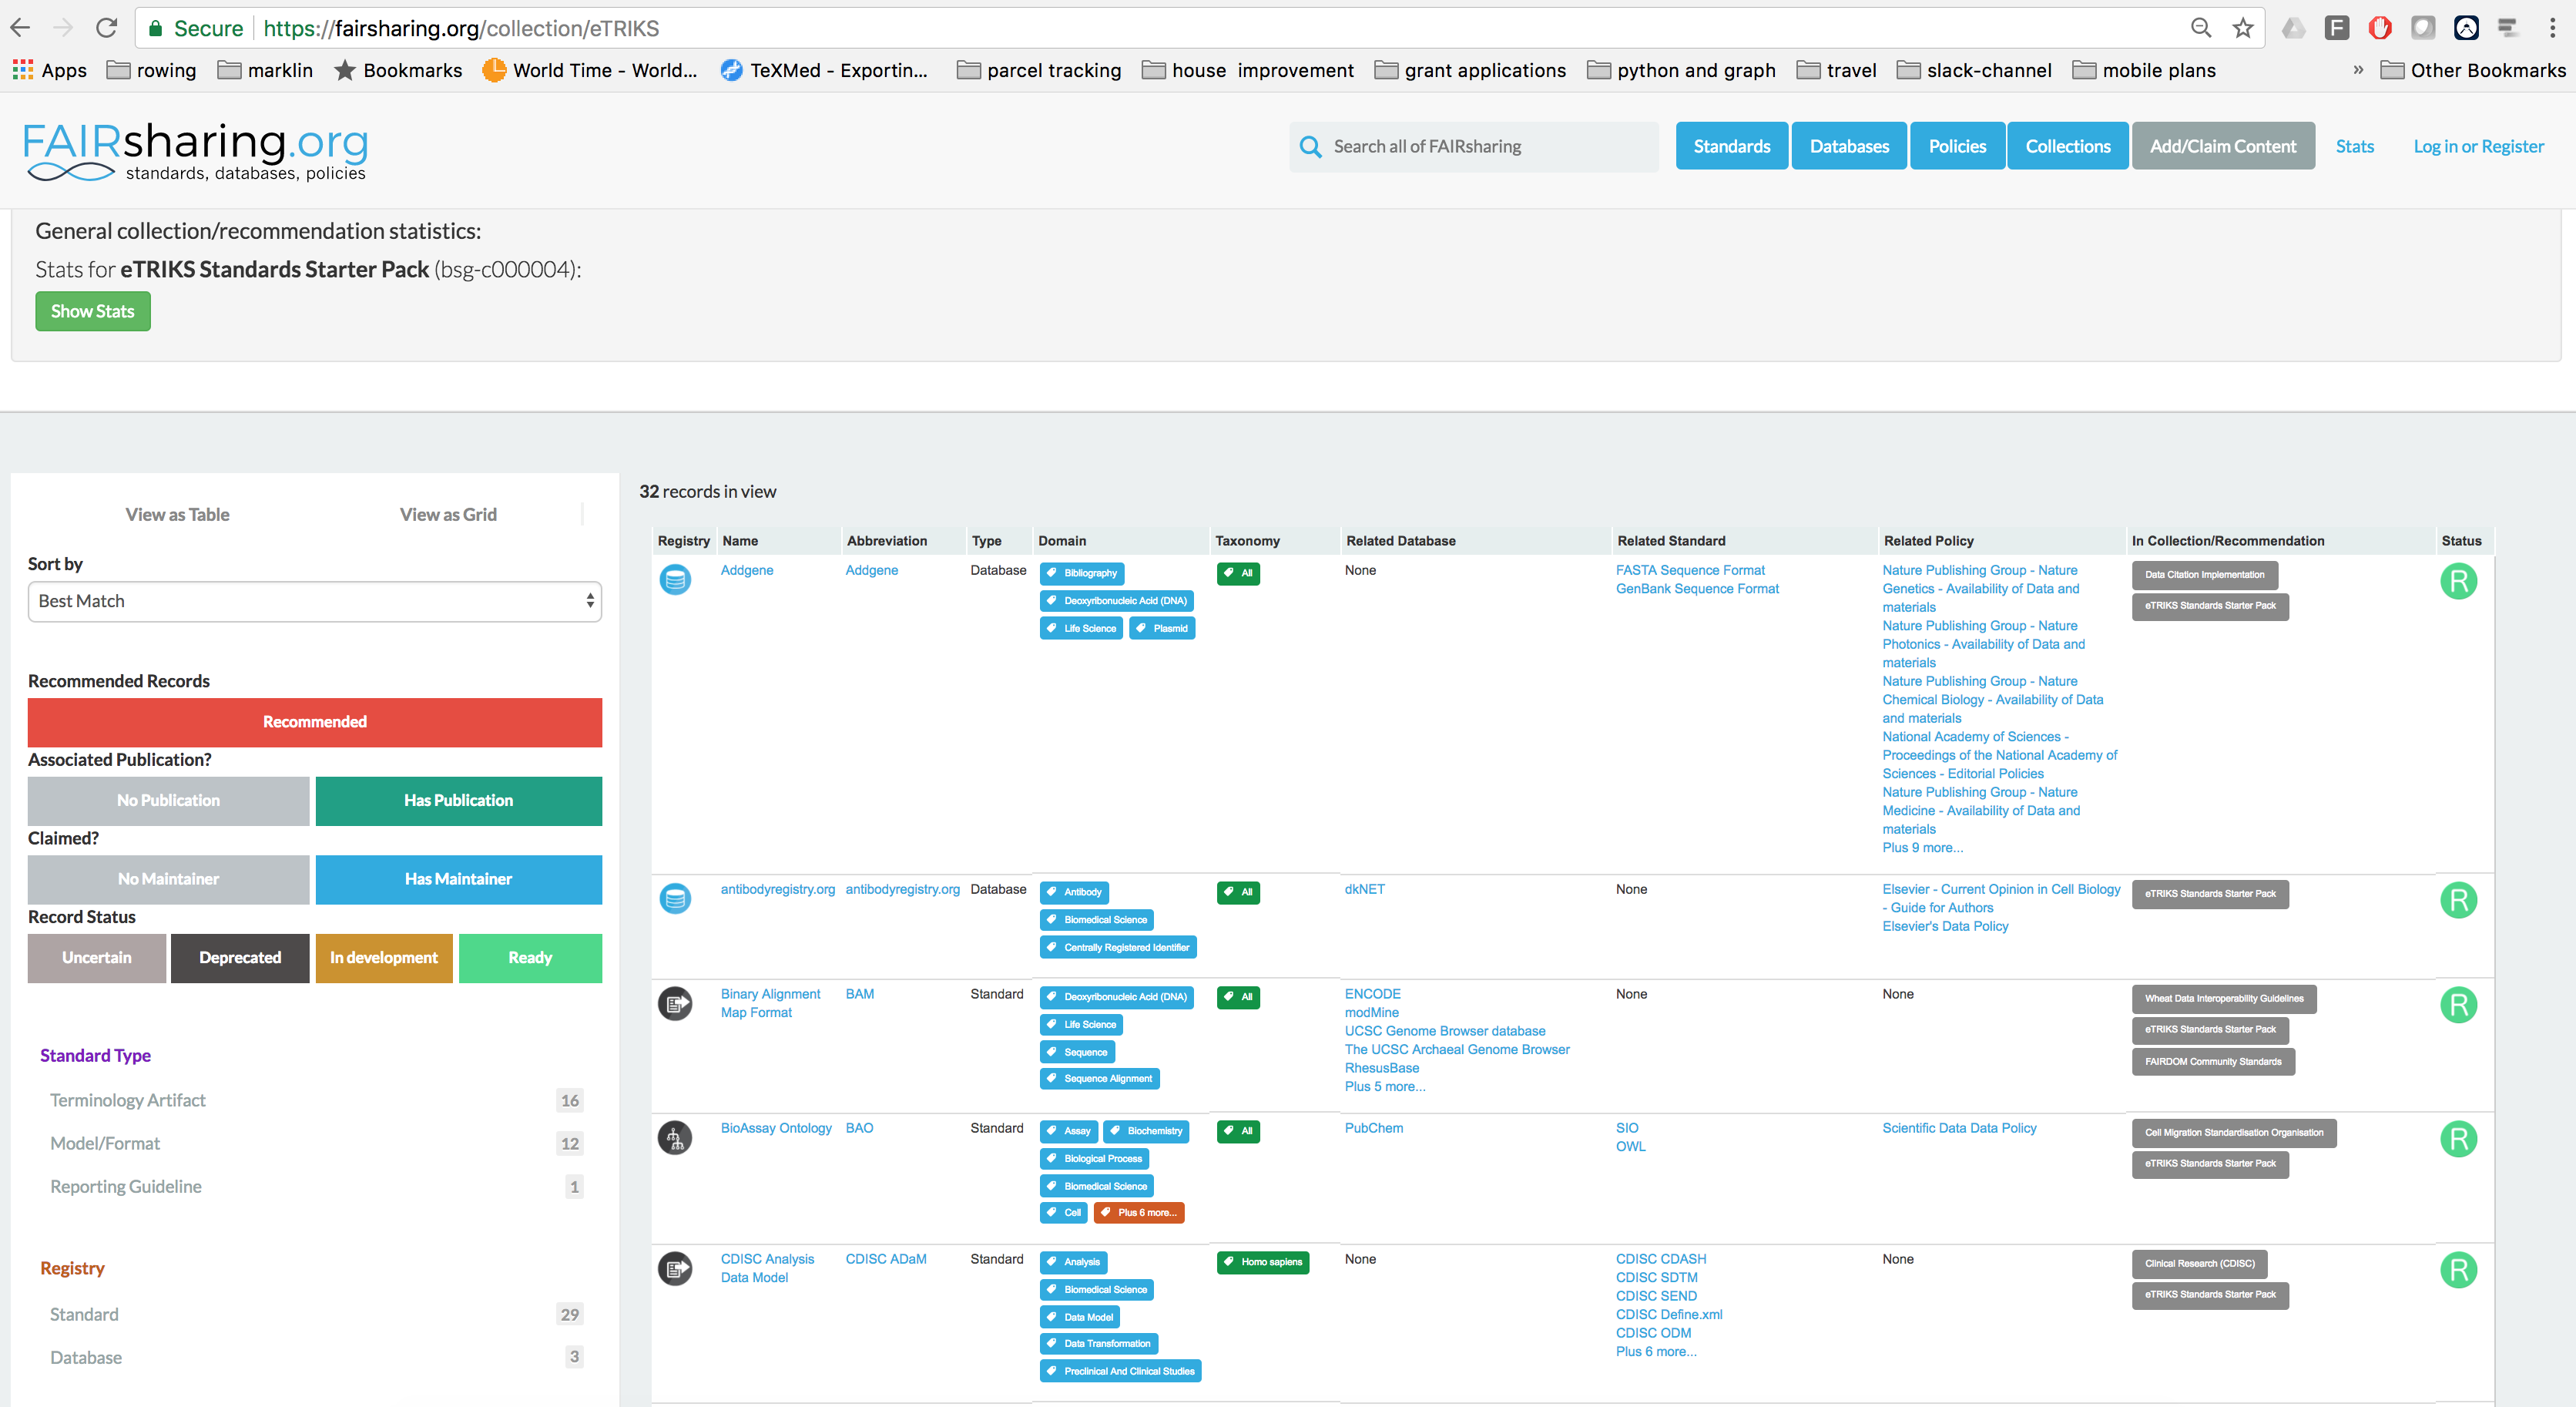 Secure https://fairsharing.org/collection/eTRIKS
Apps rowing marklin Bookmarks World Time - World... TeXMed - Exportin... parcel tracking house improvement grant applications python and graph travel slack-channel mobile plans » Other Bookmarks
FAIRsharing.org
standards, databases, policies
Search all of FAIRsharing
Standards Databases Policies Collections Add/Claim Content Stats Log in or Register
General collection/recommendation statistics:
Stats for eTRIKS Standards Starter Pack (bsg-c000004):
Show Stats
View as Table View as Grid
Sort by
Best Match
Recommended Records
Recommended
Associated Publication?
No Publication Has Publication
Claimed?
No Maintainer Has Maintainer
Record Status
Uncertain Deprecated In development Ready
Standard Type
Terminology Artifact 16
Model/Format 12
Reporting Guideline 1
Registry
Standard 29
Database 3
32 records in view
Registry Name Abbreviation Type Domain Taxonomy Related Database Related Standard Related Policy In Collection/Recommendation Status
Addgene Addgene Database
Bibliography
Deoxyribonucleic Acid (DNA)
Life Science Plasmid
All
None
FASTA Sequence Format
GenBank Sequence Format
Nature Publishing Group - Nature
Genetics - Availability of Data and
materials
Nature Publishing Group - Nature
Photonics - Availability of Data and
materials
Nature Publishing Group - Nature
Chemical Biology - Availability of Data
and materials
National Academy of Sciences -
Proceedings of the National Academy of
Sciences - Editorial Policies
Nature Publishing Group - Nature
Medicine - Availability of Data and
materials
Plus 9 more...
Data Citation Implementation
eTRIKS Standards Starter Pack
R
antibodyregistry.org antibodyregistry.org Database
Antibody
Biomedical Science
Centrally Registered Identifier
All
dkNET
None
Elsevier - Current Opinion in Cell Biology
- Guide for Authors
Elsevier's Data Policy
eTRIKS Standards Starter Pack
R
Binary Alignment
Map Format
BAM
Standard
Deoxyribonucleic Acid (DNA)
Life Science
Sequence
Sequence Alignment
All
ENCODE
modMine
UCSC Genome Browser database
The UCSC Archaeal Genome Browser
RhesusBase
Plus 5 more...
None
None
Wheat Data Interoperability Guidelines
eTRIKS Standards Starter Pack
FAIRDOM Community Standards
R
BioAssay Ontology BAO Standard
Assay Biochemistry
Biological Process
Biomedical Science
Cell Plus 6 more...
All
PubChem
SIO
OWL
Scientific Data Data Policy
Cell Migration Standardisation Organisation
eTRIKS Standards Starter Pack
R
CDISC Analysis
Data Model
CDISC ADaM
Standard
Analysis
Biomedical Science
Data Model
Data Transformation
Preclinical And Clinical Studies
Homo sapiens
None
CDISC CDASH
CDISC SDTM
CDISC SEND
CDISC Define.xml
CDISC ODM
Plus 6 more...
None
Clinical Research (CDISC)
eTRIKS Standards Starter Pack
R